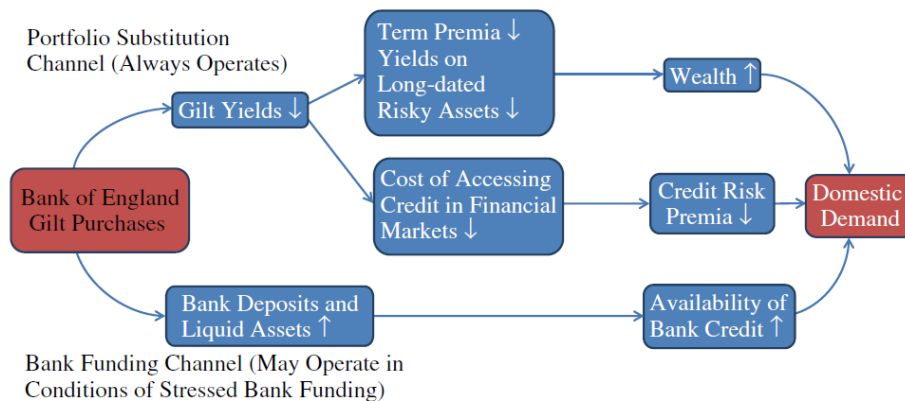 Portfolio Substitution
Channel (Always Operates)
Term Premia ↓
Yields on
Long-dated
Risky Assets ↓
Wealth ↑
Gilt Yields ↓
Bank of England
Gilt Purchases
Cost of Accessing
Credit in Financial
Markets ↓
Credit Risk
Premia ↓
Domestic
Demand
Bank Deposits and
Liquid Assets ↑
Availability of
Bank Credit ↑
Bank Funding Channel (May Operate in
Conditions of Stressed Bank Funding)